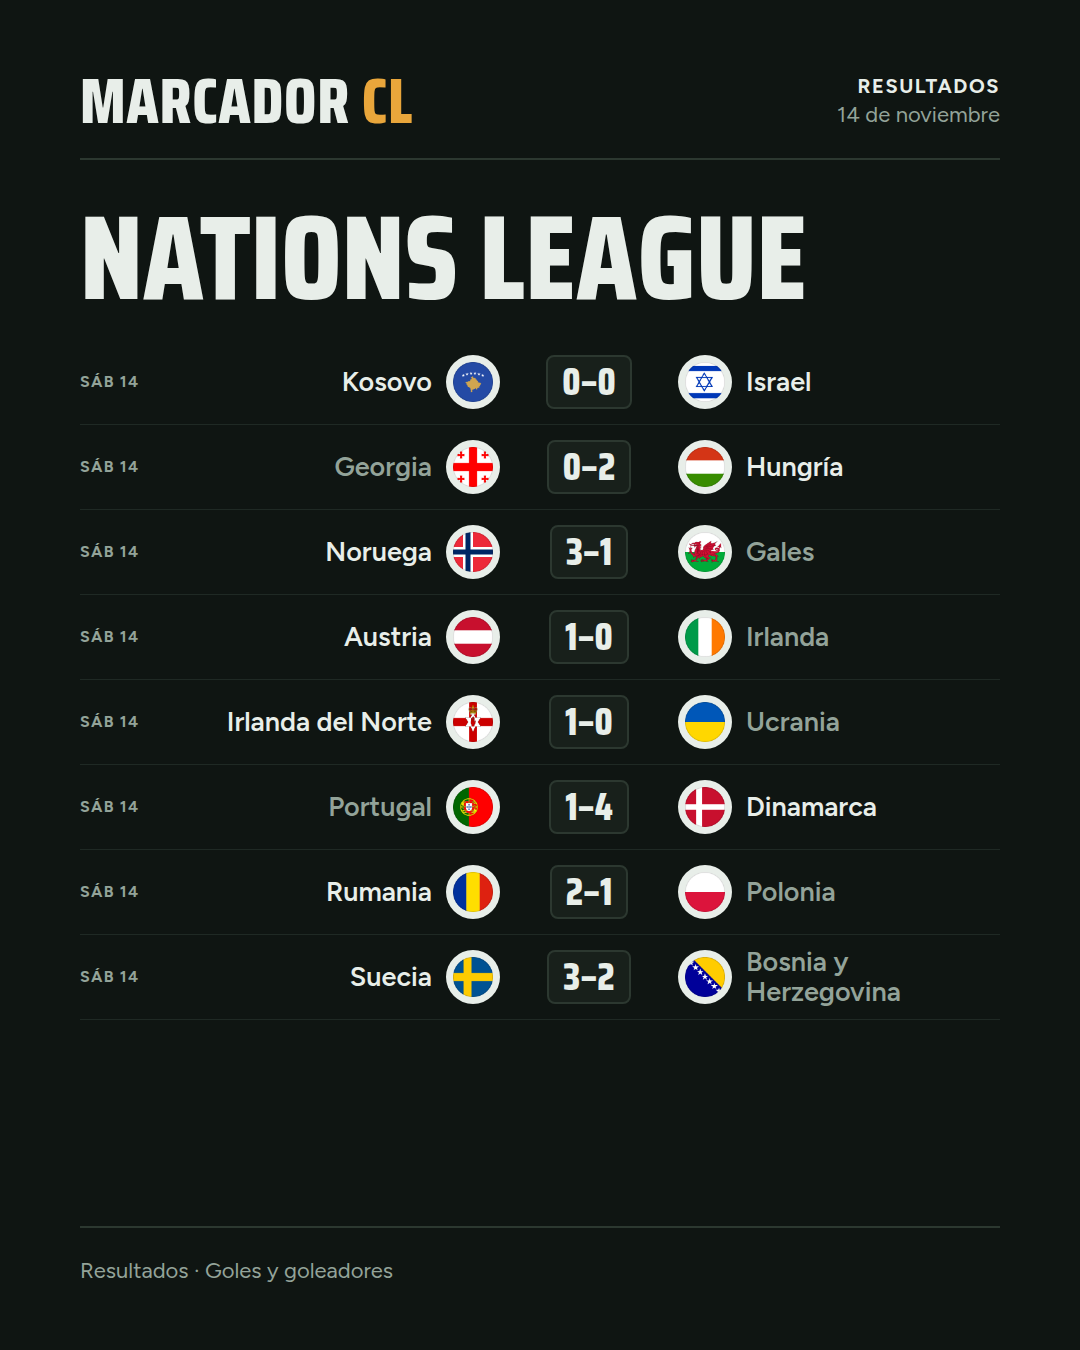 MARCADOR CL
RESULTADOS
14 de noviembre
NATIONS LEAGUE
SÁB 14 Kosovo 0–0 Israel
SÁB 14 Georgia 0–2 Hungría
SÁB 14 Noruega 3–1 Gales
SÁB 14 Austria 1–0 Irlanda
SÁB 14 Irlanda del Norte 1–0 Ucrania
SÁB 14 Portugal 1–4 Dinamarca
SÁB 14 Rumania 2–1 Polonia
SÁB 14 Suecia 3–2 Bosnia y
Herzegovina
Resultados · Goles y goleadores